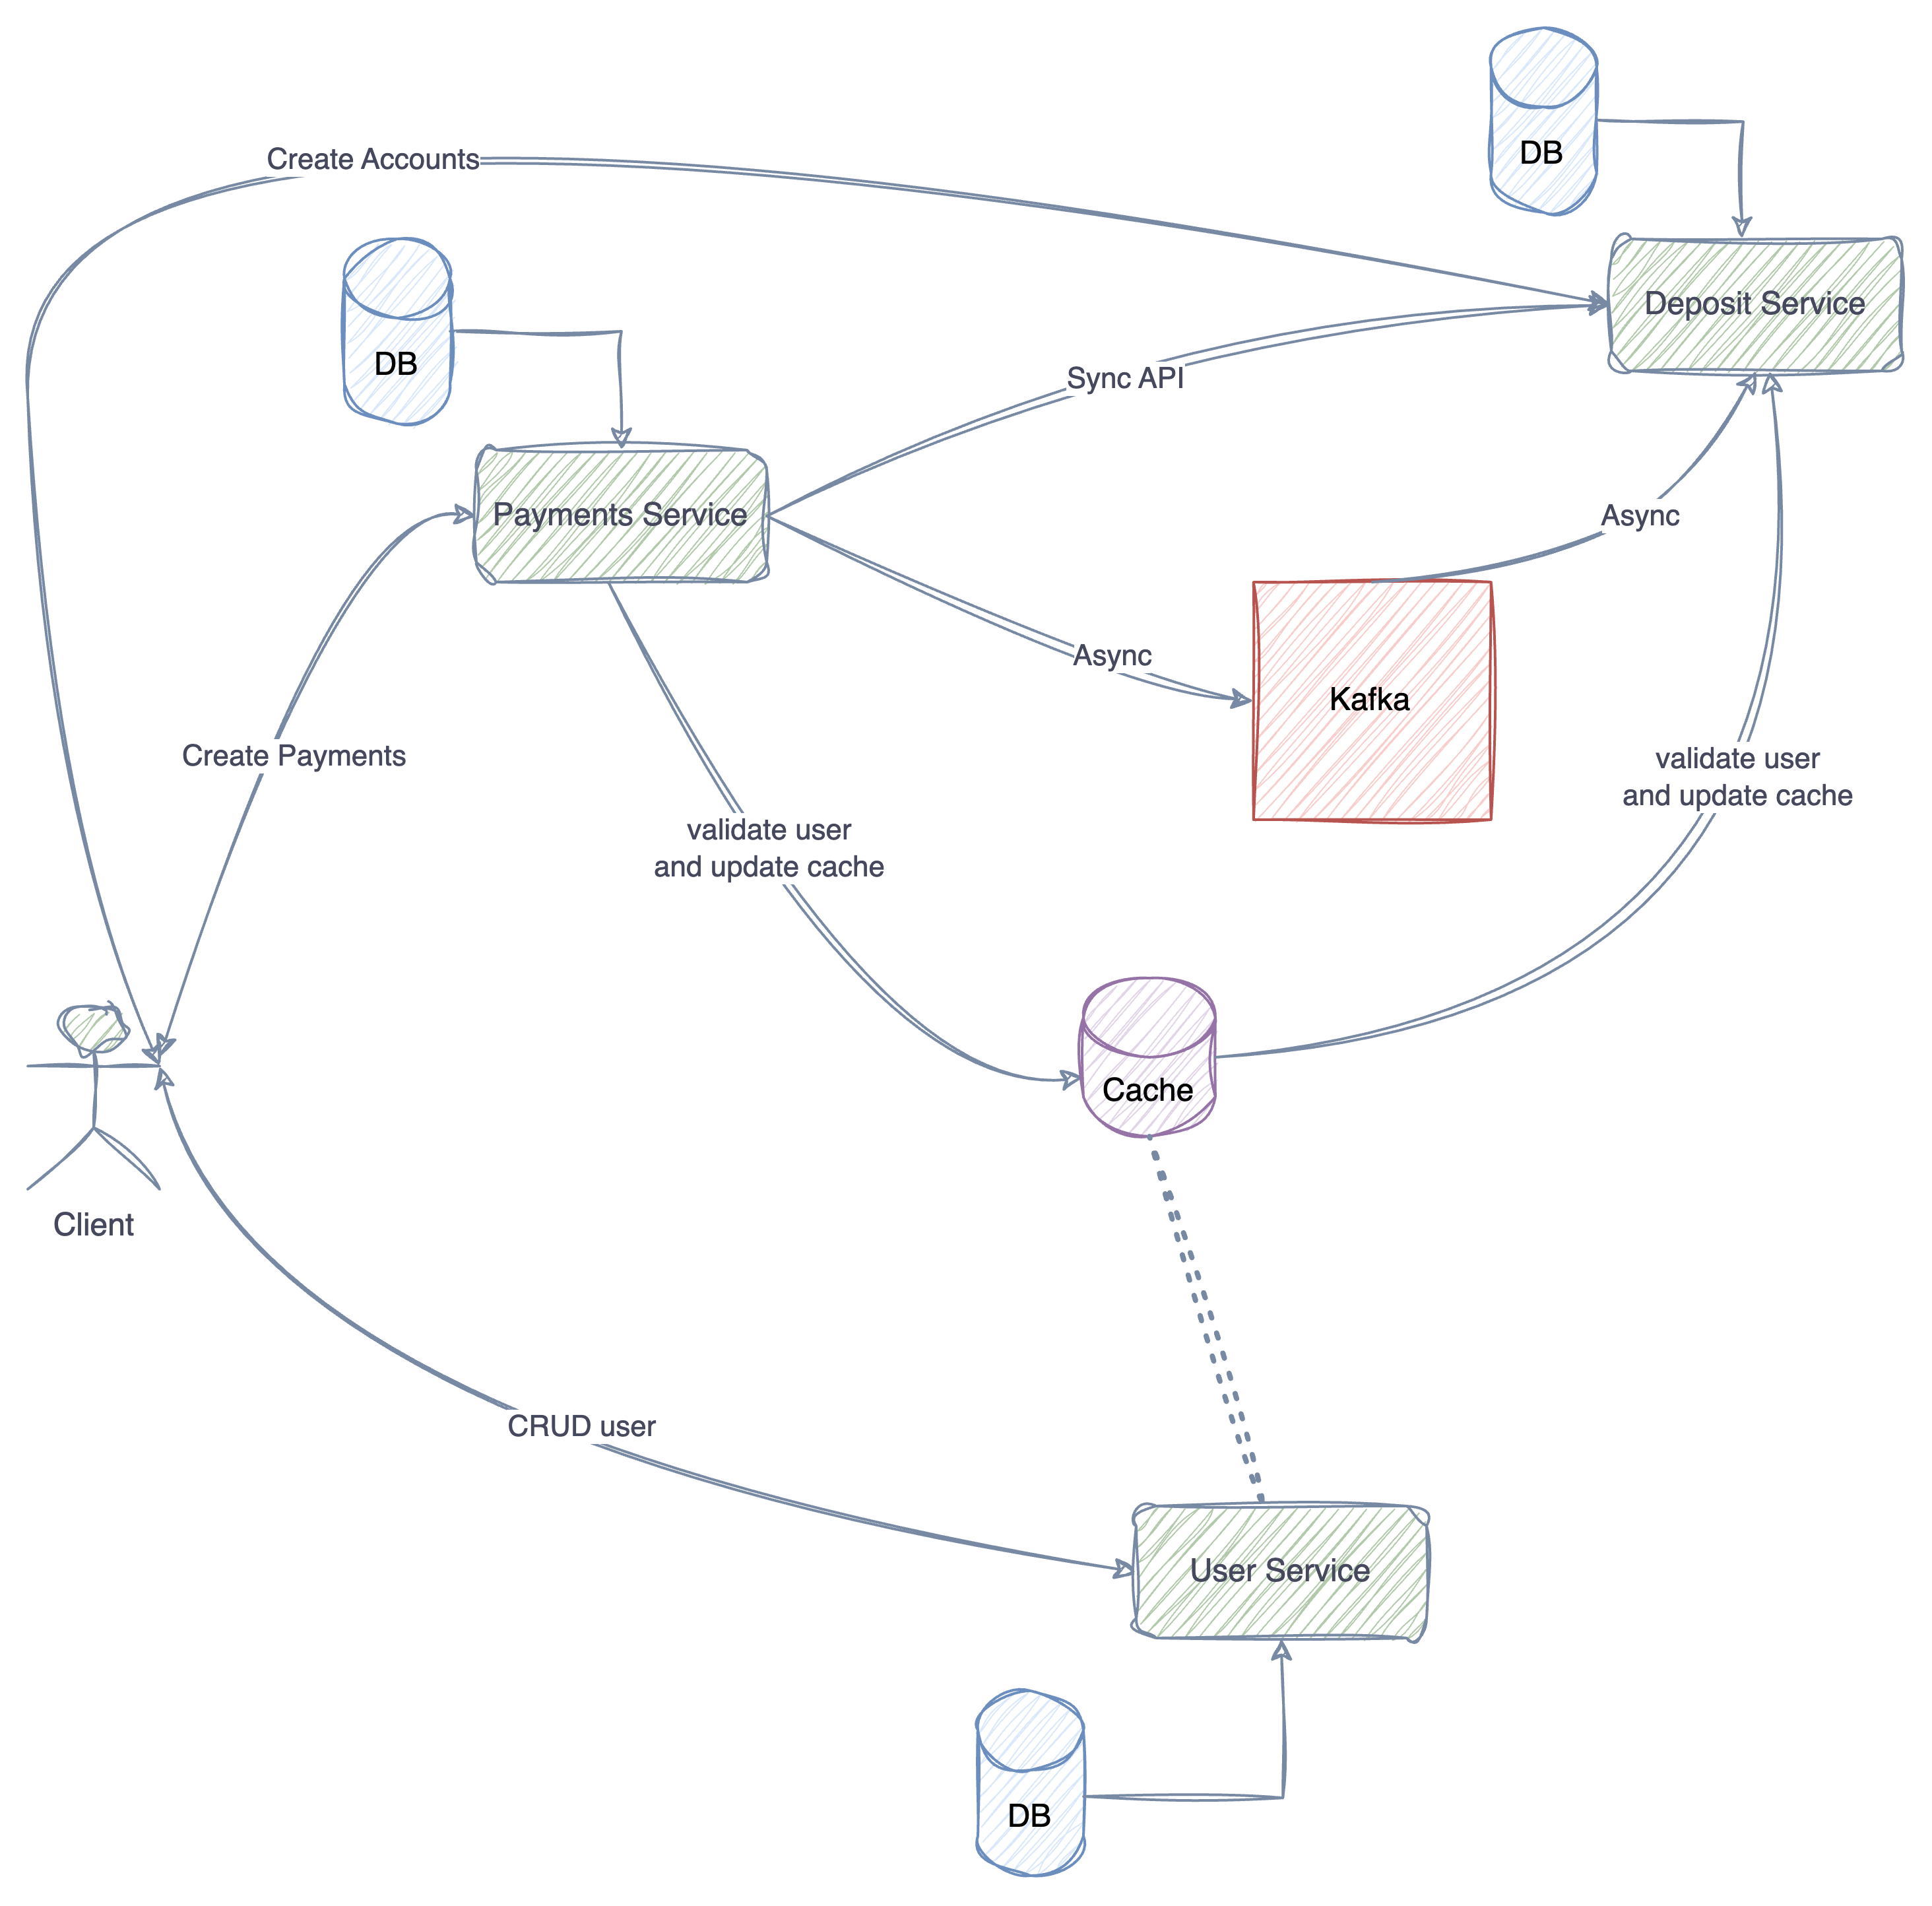 DB
Create Accounts
Deposit Service
DB
Sync API
Payments Service
Async
Async
Kafka
Create Payments
validate user
and update cache
validate user
and update cache
Cache
Client
CRUD user
User Service
DB